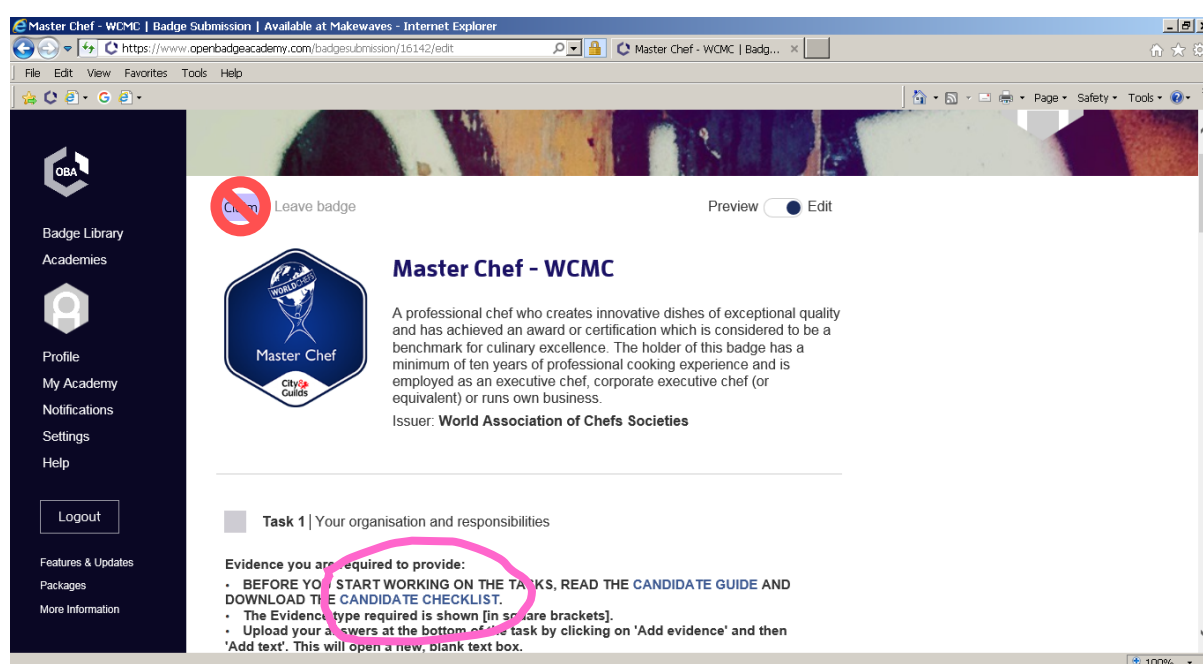 Master Chef - WCMC | Badge Submission | Available at Makewaves - Internet Explorer
https://www.openbadgeacademy.com/badgesubmission/16142/edit
Master Chef - WCMC | Badg...
File Edit View Favorites Tools Help
Page Safety Tools
OBA
Badge Library
Academies
Profile
My Academy
Notifications
Settings
Help
Logout
Features & Updates
Packages
More Information
Claim Leave badge
Preview Edit
WORLDCHEFS
Master Chef
City&
Guilds
Master Chef - WCMC
A professional chef who creates innovative dishes of exceptional quality
and has achieved an award or certification which is considered to be a
benchmark for culinary excellence. The holder of this badge has a
minimum of ten years of professional cooking experience and is
employed as an executive chef, corporate executive chef (or
equivalent) or runs own business.
Issuer: World Association of Chefs Societies
Task 1 | Your organisation and responsibilities
Evidence you are required to provide:
• BEFORE YOU START WORKING ON THE TASKS, READ THE CANDIDATE GUIDE AND
DOWNLOAD THE CANDIDATE CHECKLIST.
• The Evidence type required is shown [in square brackets].
• Upload your answers at the bottom of the task by clicking on 'Add evidence' and then
'Add text'. This will open a new, blank text box.
100%